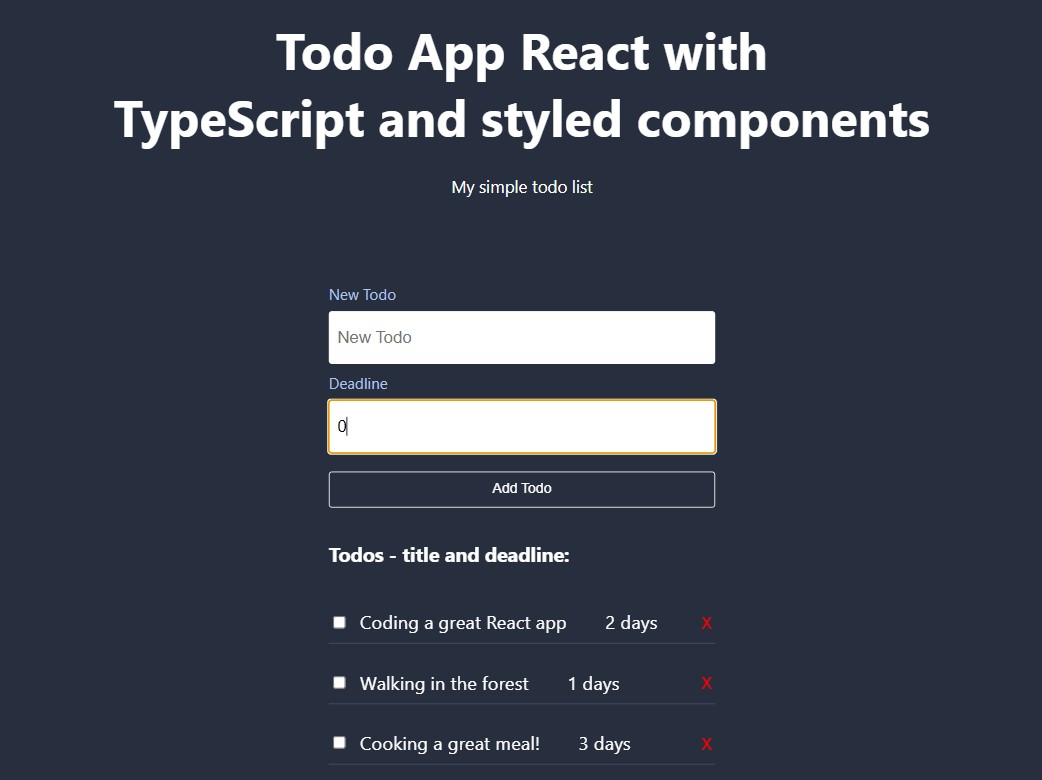 Todo App React with
TypeScript and styled components
My simple todo list
New Todo
New Todo
Deadline
0
Add Todo
Todos - title and deadline:
Coding a great React app 2 days X
Walking in the forest 1 days X
Cooking a great meal! 3 days X